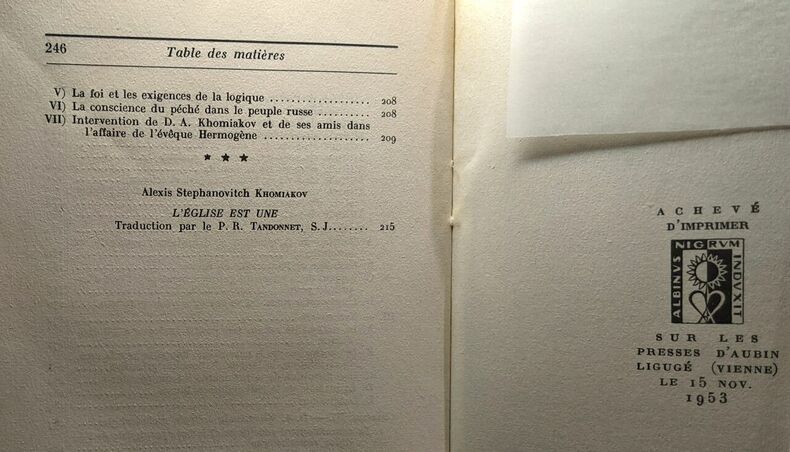 246 Table des matières
V) La foi et les exigences de la logique .................... 208
VI) La conscience du péché dans le peuple russe ........... 208
VII) Intervention de D. A. Khomiakov et de ses amis dans
l'affaire de l'évêque Hermogène ..................... 209
* * *
Alexis Stephanovitch KHOMIAKOV
L'ÉGLISE EST UNE
Traduction par le P. R. TANDONNET, S. J........ 215
ACHEVÉ
D'IMPRIMER
ALBINVS NIGRVM INDVXIT
SUR LES
PRESSES D'AUBIN
LIGUGÉ (VIENNE)
LE 15 NOV.
1953